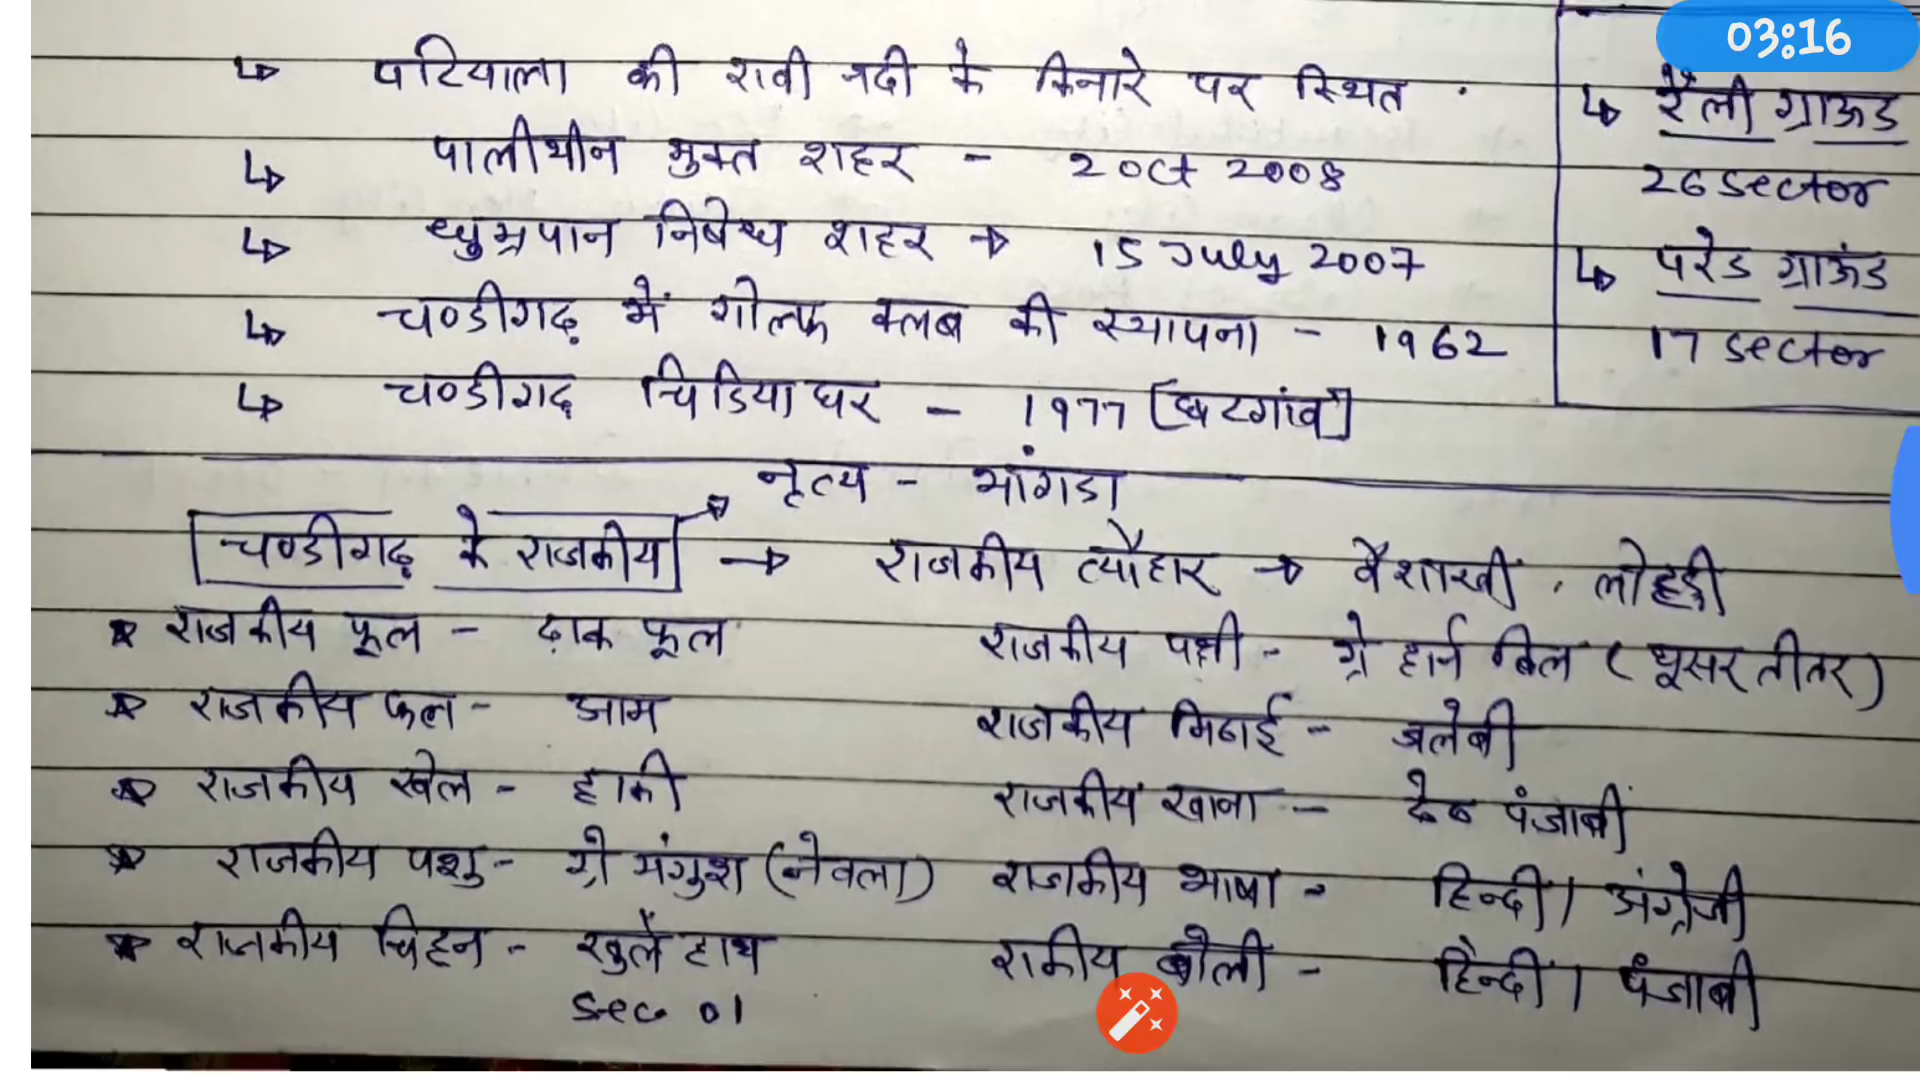 03:16
↳ पटियाला की रावी नदी के किनारे पर स्थित .
↳ पालीथीन मुक्त शहर - 2 Oct 2008
↳ धुम्रपान निषेध शहर → 15 July 2007
↳ चण्डीगढ़ में गोल्फ क्लब की स्थापना - 1962
↳ चण्डीगढ़ चिडियाघर - 1977 [छटगांव]
↳ रैली ग्राऊंड
26 sector
↳ परेड ग्राऊंड
17 sector
नृत्य - भांगडा
चण्डीगढ़ के राजकीय → राजकीय त्यौहार → वैशाखी , लोहड़ी
★ राजकीय फूल - ढ़ाक फूल
राजकीय पक्षी - ग्रे हार्न बिल (धूसर तीतर)
★ राजकीय फल - आम
राजकीय मिठाई - जलेबी
★ राजकीय खेल - हाकी
राजकीय खाना - पंजाबी
★ राजकीय पशु - ग्रे मंगुश (नेवला)
राजकीय भाषा - हिन्दी / अंग्रेजी
★ राजकीय चिह्न - खुले हाथ
Sec 01
राकीय बोली - हिन्दी / पंजाबी